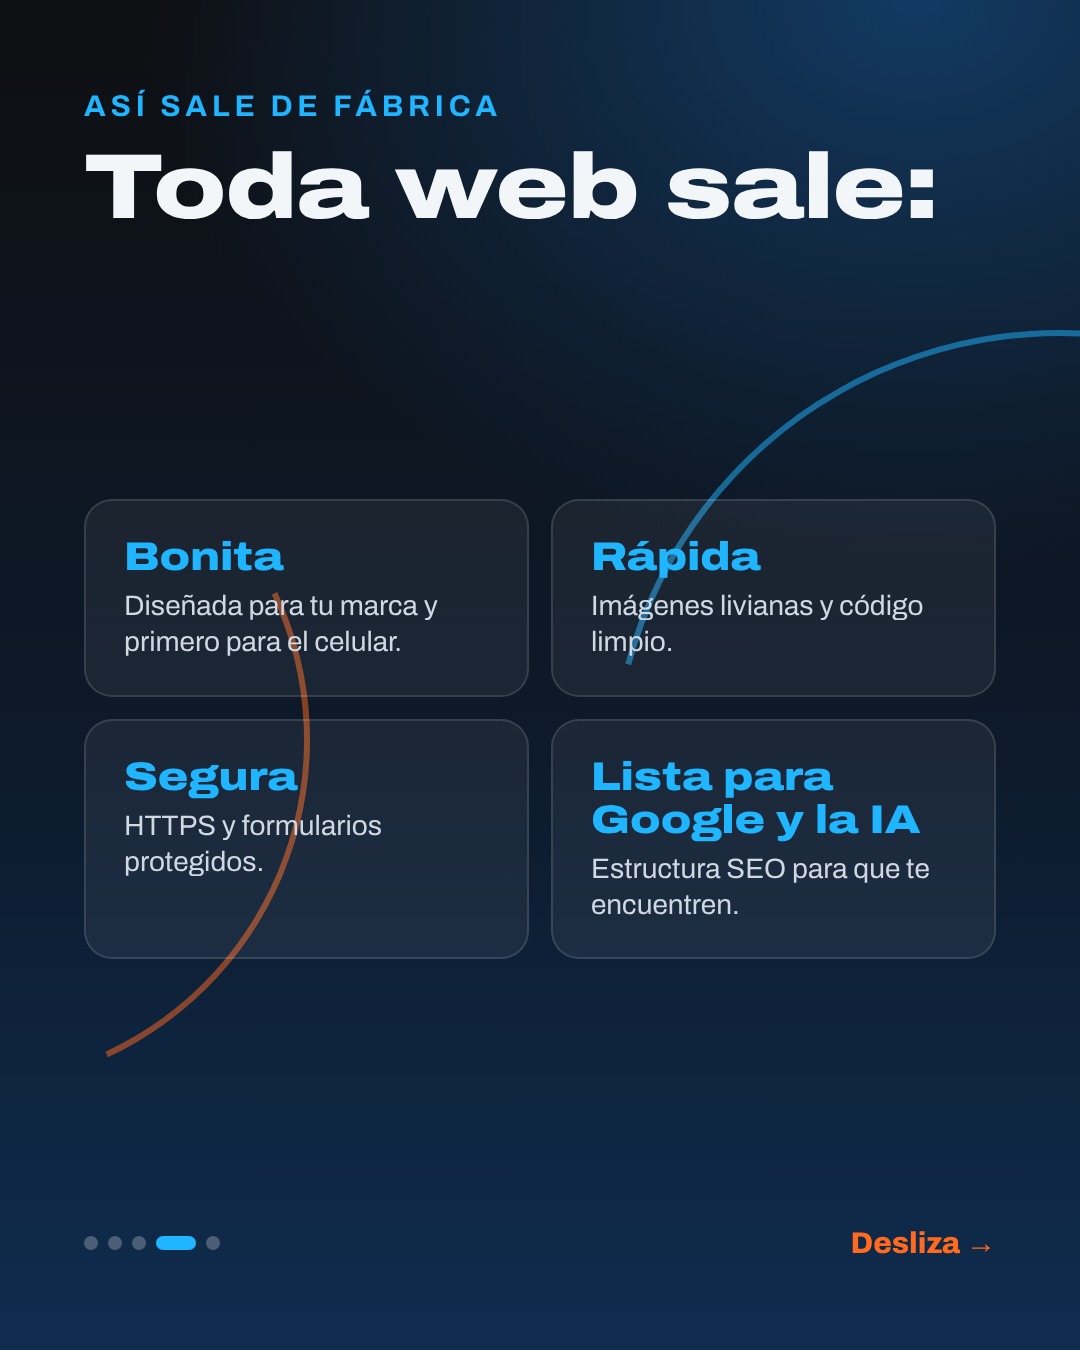 ASÍ SALE DE FÁBRICA
Toda web sale:
Bonita
Diseñada para tu marca y
primero para el celular.
Rápida
Imágenes livianas y código
limpio.
Segura
HTTPS y formularios
protegidos.
Lista para
Google y la IA
Estructura SEO para que te
encuentren.
Desliza →